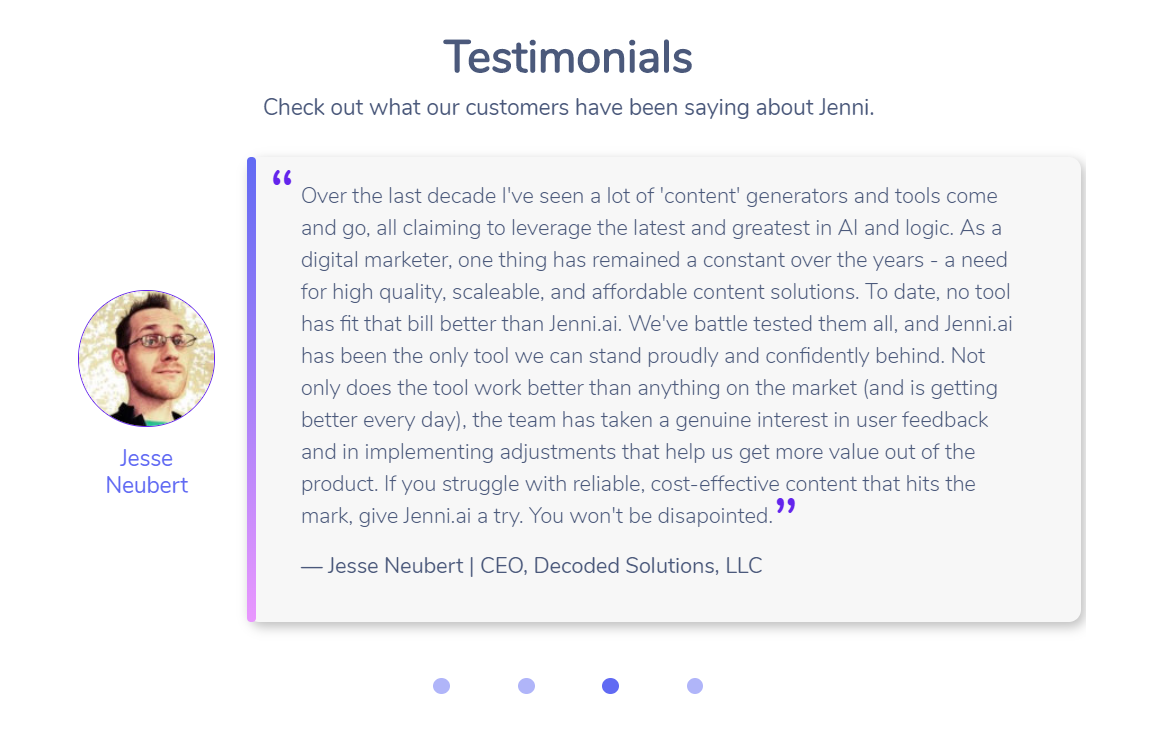 Testimonials
Check out what our customers have been saying about Jenni.
“
Over the last decade I've seen a lot of 'content' generators and tools come
and go, all claiming to leverage the latest and greatest in AI and logic. As a
digital marketer, one thing has remained a constant over the years - a need
for high quality, scaleable, and affordable content solutions. To date, no tool
has fit that bill better than Jenni.ai. We've battle tested them all, and Jenni.ai
has been the only tool we can stand proudly and confidently behind. Not
only does the tool work better than anything on the market (and is getting
better every day), the team has taken a genuine interest in user feedback
and in implementing adjustments that help us get more value out of the
product. If you struggle with reliable, cost-effective content that hits the
mark, give Jenni.ai a try. You won't be disapointed.”
— Jesse Neubert | CEO, Decoded Solutions, LLC
Jesse
Neubert